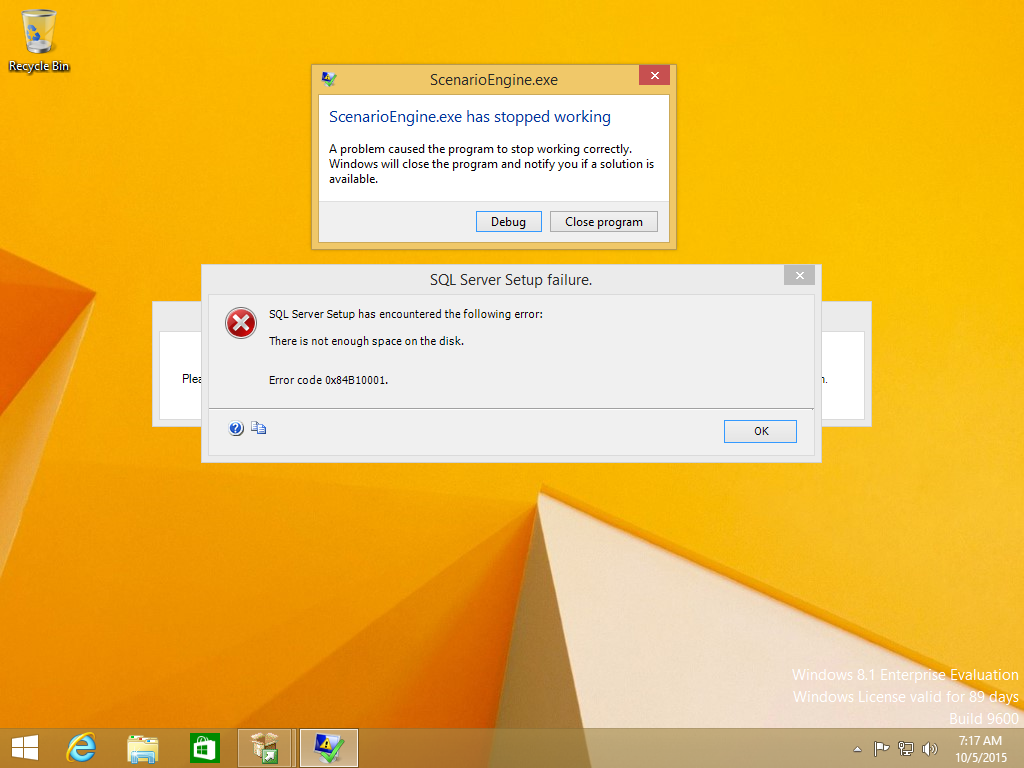 Recycle Bin
ScenarioEngine.exe
ScenarioEngine.exe has stopped working
A problem caused the program to stop working correctly.
Windows will close the program and notify you if a solution is
available.
Debug
Close program
SQL Server Setup failure.
SQL Server Setup has encountered the following error:
There is not enough space on the disk.
Error code 0x84B10001.
OK
Windows 8.1 Enterprise Evaluation
Windows License valid for 89 days
Build 9600
7:17 AM
10/5/2015